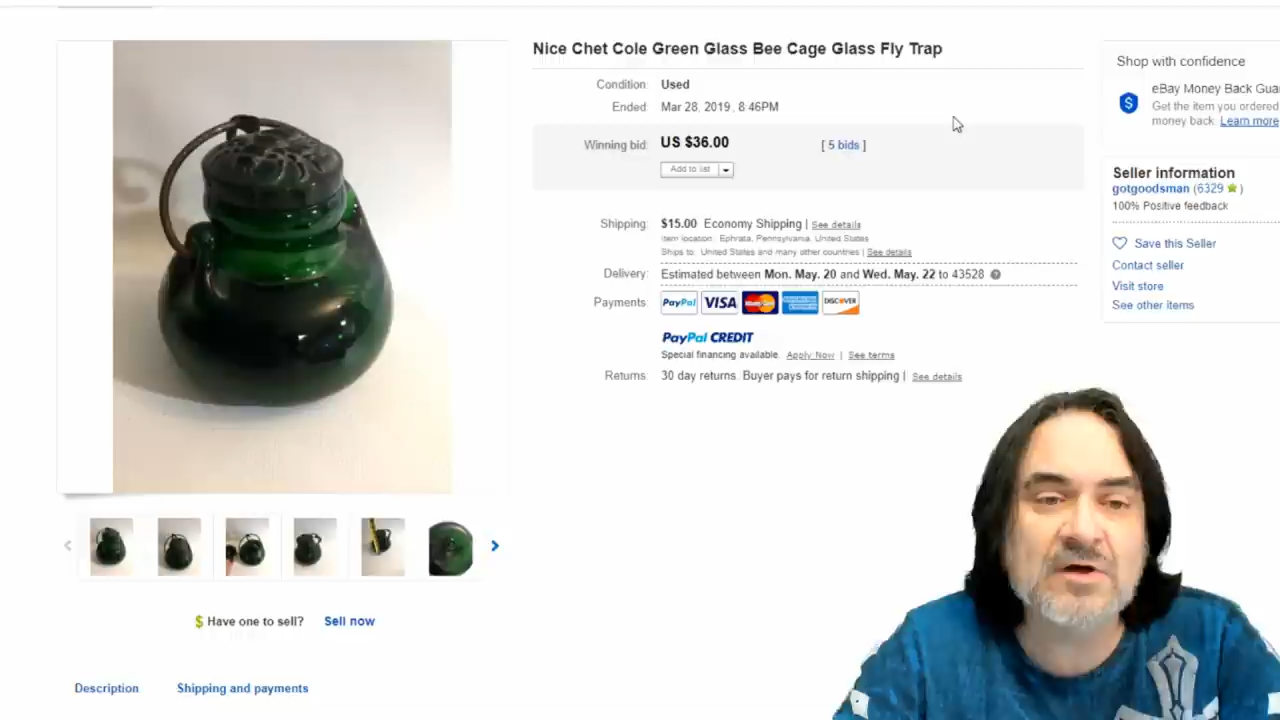 Nice Chet Cole Green Glass Bee Cage Glass Fly Trap
Condition: Used
Ended: Mar 28, 2019, 8:46PM
Winning bid: US $36.00 [ 5 bids ]
Add to list
Shipping: $15.00 Economy Shipping | See details
Item location: Ephrata, Pennsylvania, United States
Ships to: United States and many other countries | See details
Delivery: Estimated between Mon. May. 20 and Wed. May. 22 to 43528
Payments: PayPal VISA MasterCard AMERICAN EXPRESS DISCOVER
PayPal CREDIT
Special financing available. Apply Now | See terms
Returns: 30 day returns. Buyer pays for return shipping | See details
Shop with confidence
eBay Money Back Gua
Get the item you ordered
money back. Learn more
Seller information
gotgoodsman (6329 )
100% Positive feedback
Save this Seller
Contact seller
Visit store
See other items
$ Have one to sell? Sell now
Description Shipping and payments